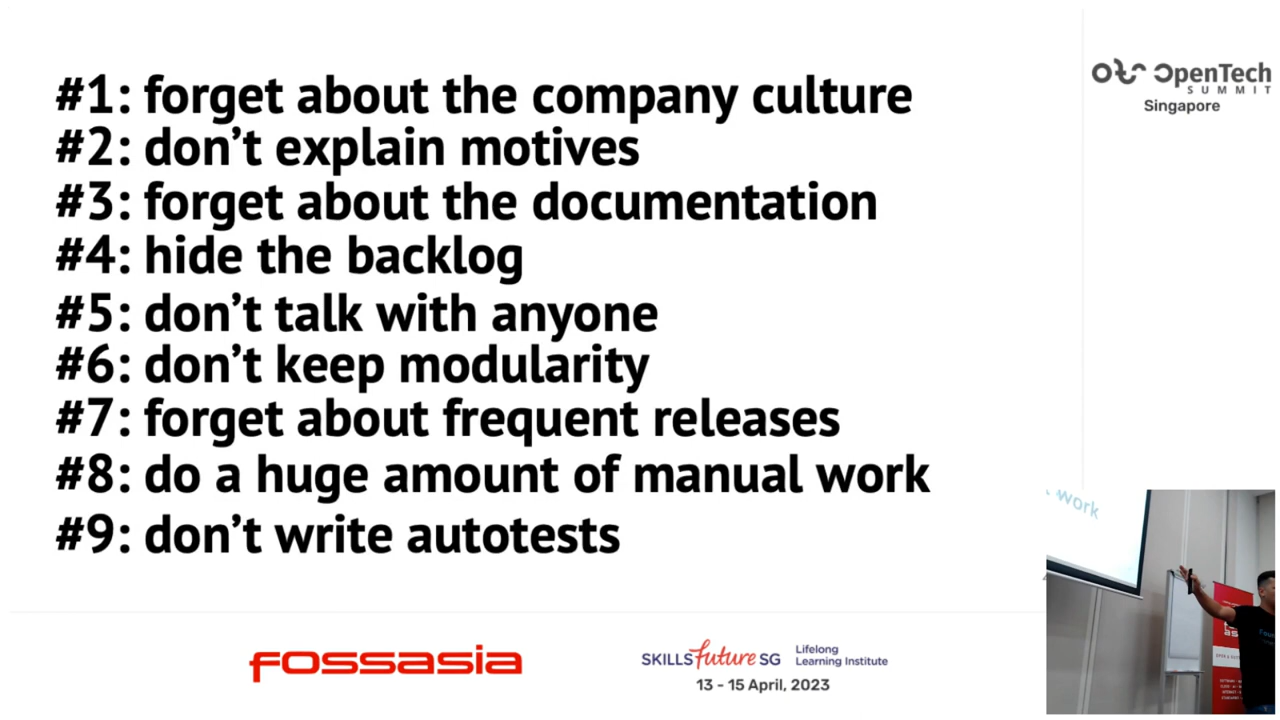 #1: forget about the company culture
#2: don’t explain motives
#3: forget about the documentation
#4: hide the backlog
#5: don’t talk with anyone
#6: don’t keep modularity
#7: forget about frequent releases
#8: do a huge amount of manual work
#9: don’t write autotests
OpenTech
SUMMIT
Singapore
work
fossasia
SKILLSfuture SG
Lifelong
Learning Institute
13 - 15 April, 2023